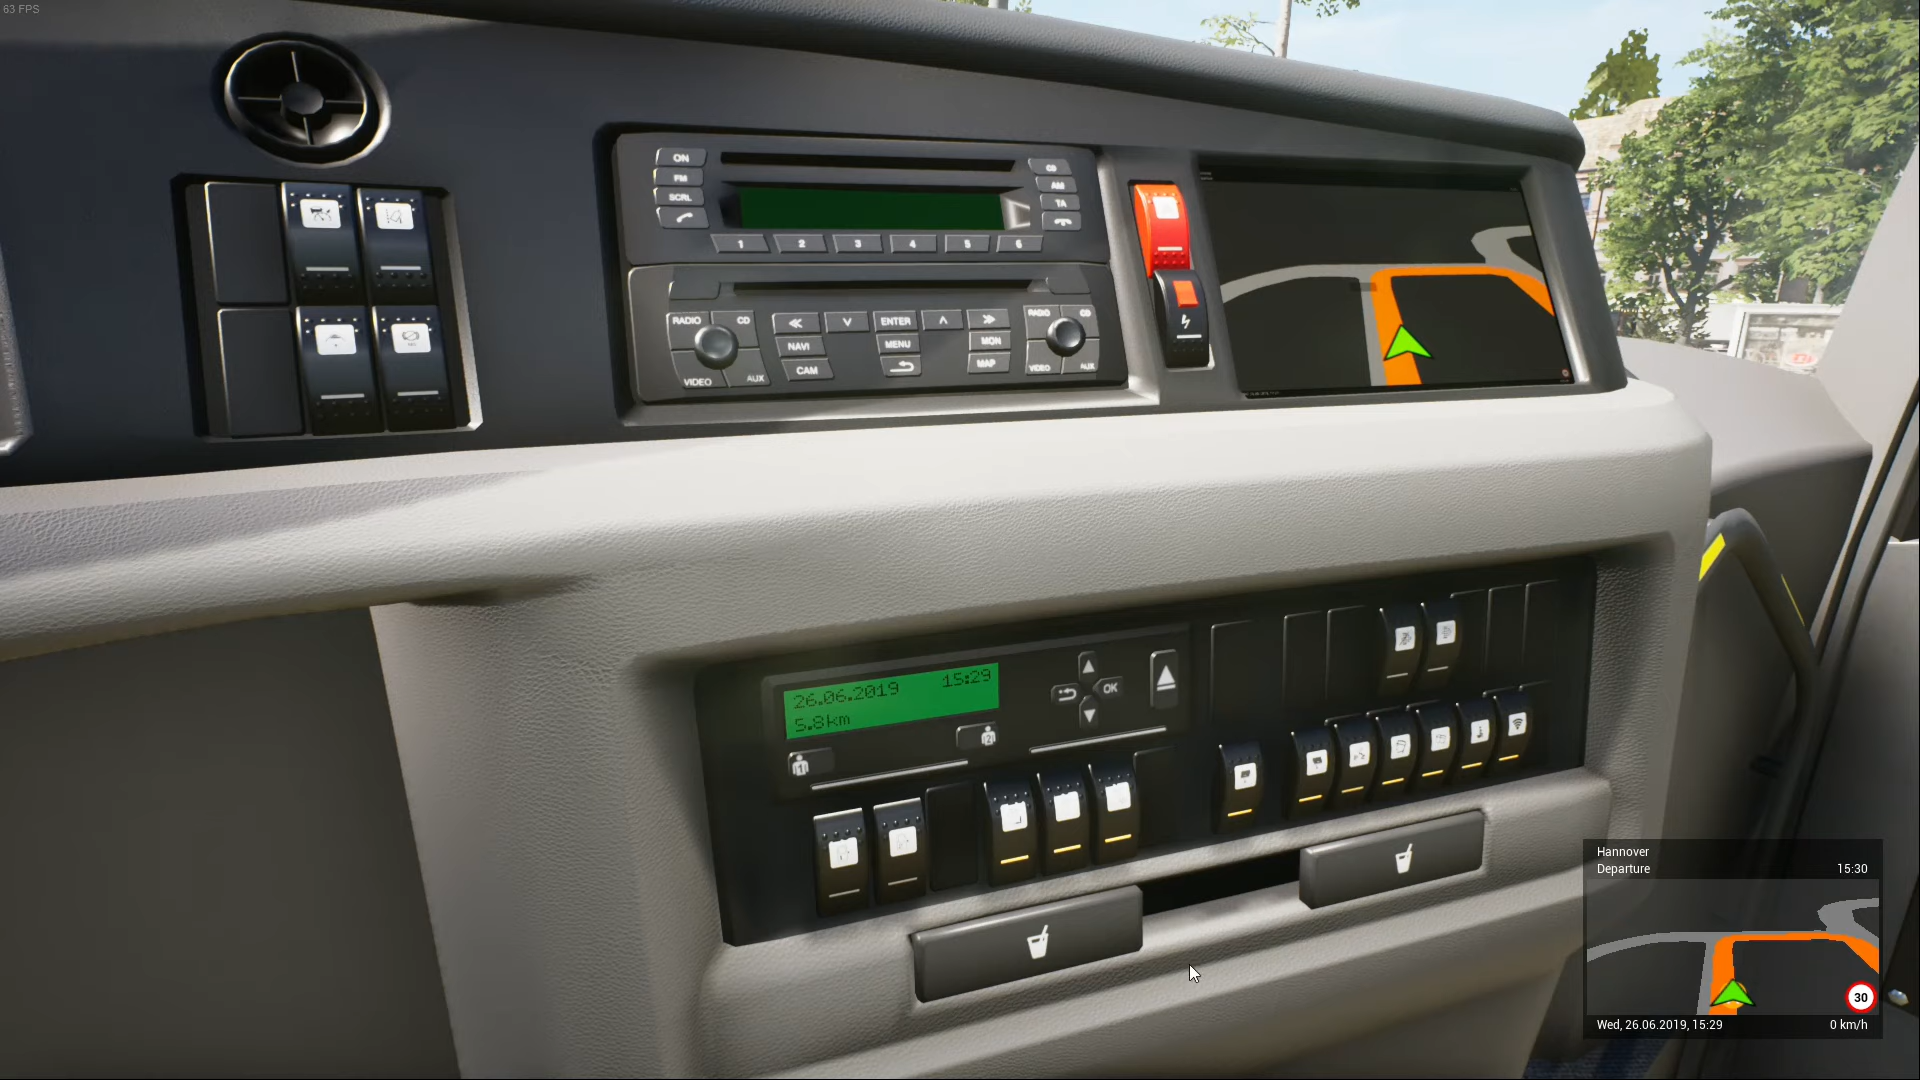 63 FPS
ON
FM
SCRL
CD
AM
TA
1 2 3 4 5 6
RADIO CD
VIDEO AUX
NAVI
CAM
ENTER
MENU
MON
MAP
RADIO CD
VIDEO AUX
26.06.2019 15:29
5.8km
1
2
OK
Hannover
Departure 15:30
30
Wed, 26.06.2019, 15:29 0 km/h